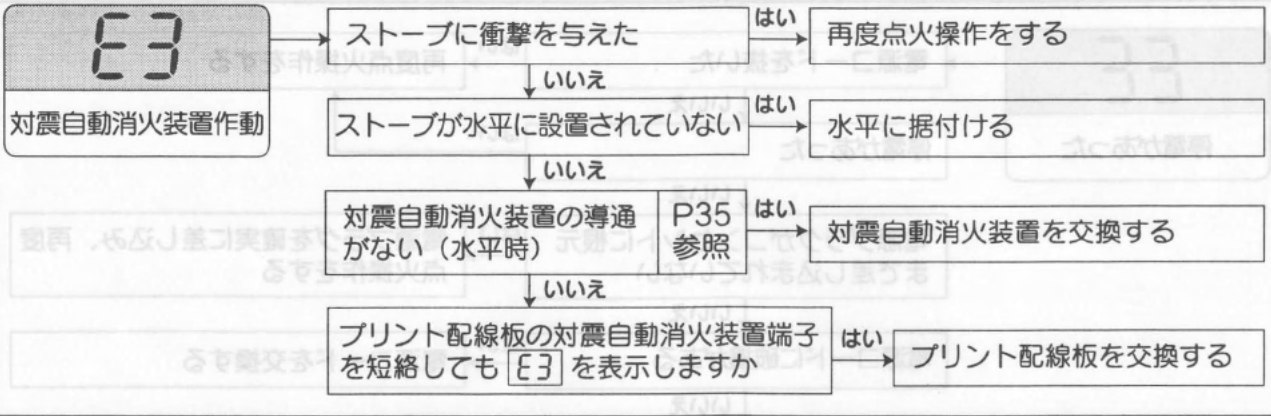 E3
対震自動消火装置作動
ストーブに衝撃を与えた
はい
再度点火操作をする
いいえ
ストーブが水平に設置されていない
はい
水平に据付ける
いいえ
対震自動消火装置の導通
がない（水平時）
P35
参照
はい
対震自動消火装置を交換する
いいえ
プリント配線板の対震自動消火装置端子
を短絡しても E3 を表示しますか
はい
プリント配線板を交換する